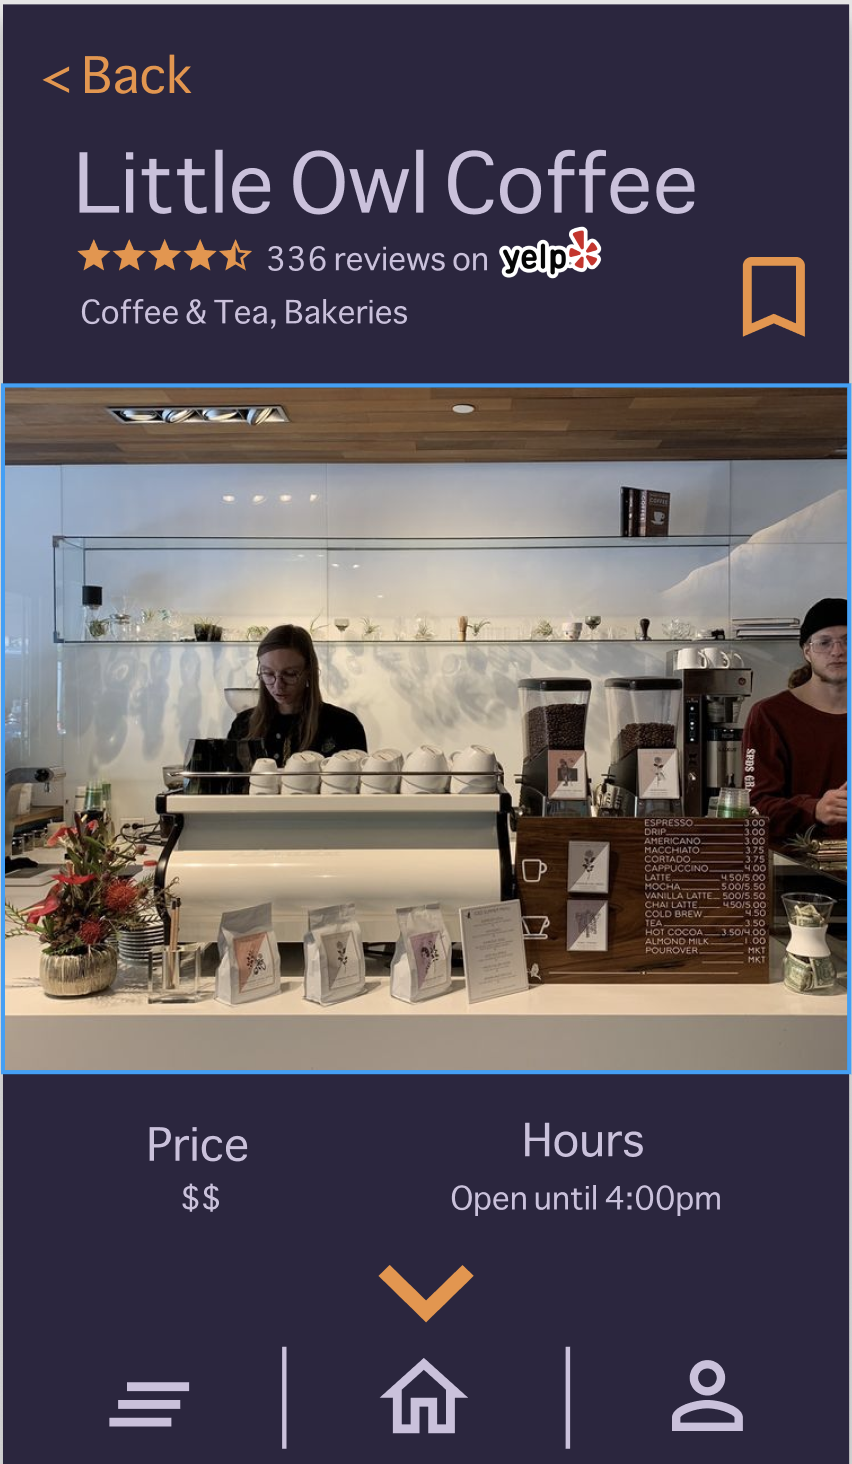 < Back
Little Owl Coffee
336 reviews on yelp
Coffee & Tea, Bakeries
COFFEE
SPDS GR
ESPRESSO 3.00
DRIP 3.00
AMERICANO 3.00
MACCHIATO 3.75
CORTADO 3.75
CAPPUCCINO 4.00
LATTE 4.50/5.00
MOCHA 5.00/5.50
VANILLA LATTE 5.00/5.50
CHAI LATTE 4.50/5.00
COLD BREW 4.50
TEA 3.50
HOT COCOA 3.50/4.00
ALMOND MILK 1.00
POUROVER MKT
MKT
Price
Hours
$$
Open until 4:00pm